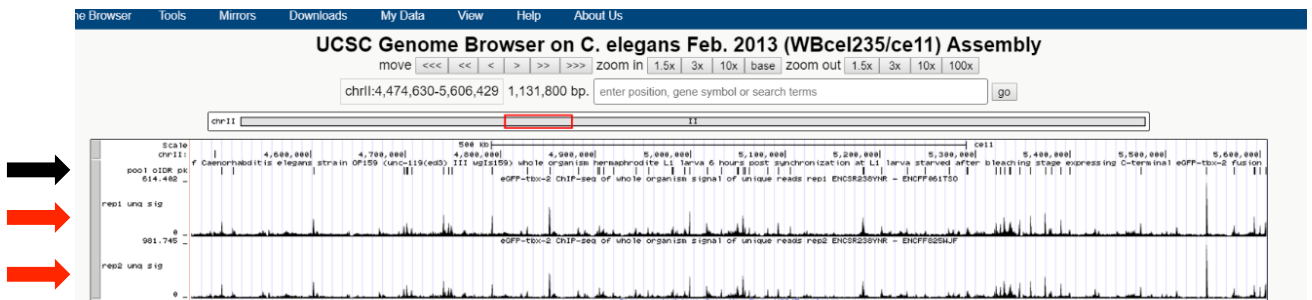 ne Browser Tools Mirrors Downloads My Data View Help About Us
UCSC Genome Browser on C. elegans Feb. 2013 (WBcel235/ce11) Assembly
move <<< << < > >> >>> zoom in 1.5x 3x 10x base zoom out 1.5x 3x 10x 100x
chrII:4,474,630-5,606,429 1,131,800 bp. enter position, gene symbol or search terms go
chrII II
Scale 500 kb ce11
chrII: 4,600,000 4,700,000 4,800,000 4,900,000 5,000,000 5,100,000 5,200,000 5,300,000 5,400,000 5,500,000 5,600,000
f Caenorhabditis elegans strain OP159 (unc-119(ed3) III wgIs159) whole organism hermaphrodite L1 larva 6 hours post synchronization at L1 larva starved after bleaching stage expressing C-terminal eGFP-tbx-2 fusion
pool oIDR pk
614.402 _ eGFP-tbx-2 ChIP-seq of whole organism signal of unique reads rep1 ENCSR238YNR - ENCFF061TSO
rep1 unq sig
0 _
981.745 _ eGFP-tbx-2 ChIP-seq of whole organism signal of unique reads rep2 ENCSR238YNR - ENCFF825WJF
rep2 unq sig
0 _